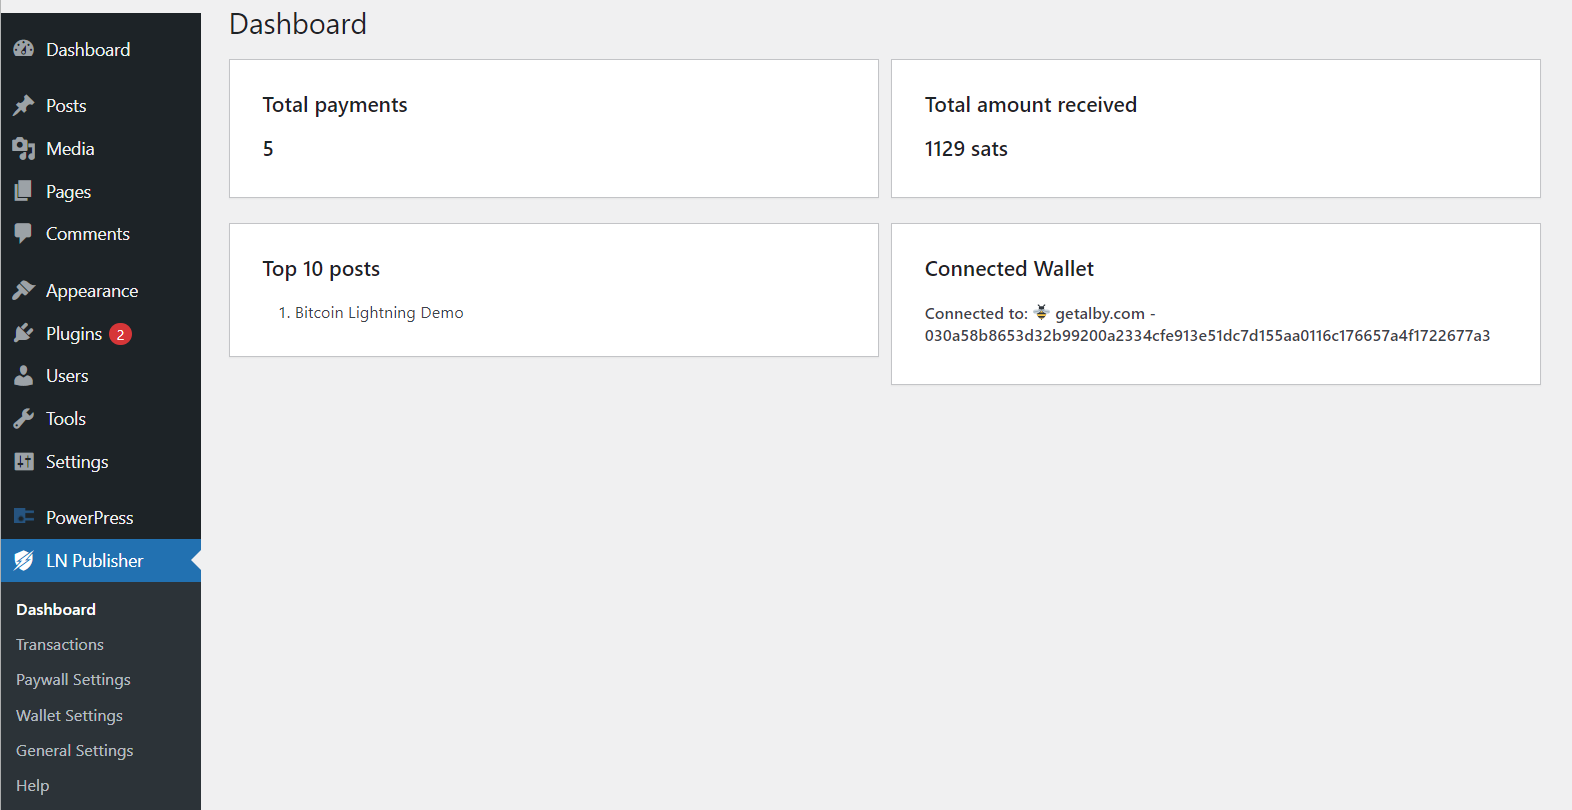 Dashboard
Posts
Media
Pages
Comments
Appearance
Plugins 2
Users
Tools
Settings
PowerPress
LN Publisher
Dashboard
Transactions
Paywall Settings
Wallet Settings
General Settings
Help
Dashboard
Total payments
5
Total amount received
1129 sats
Top 10 posts
1. Bitcoin Lightning Demo
Connected Wallet
Connected to: 🐝 getalby.com -
030a58b8653d32b99200a2334cfe913e51dc7d155aa0116c176657a4f1722677a3